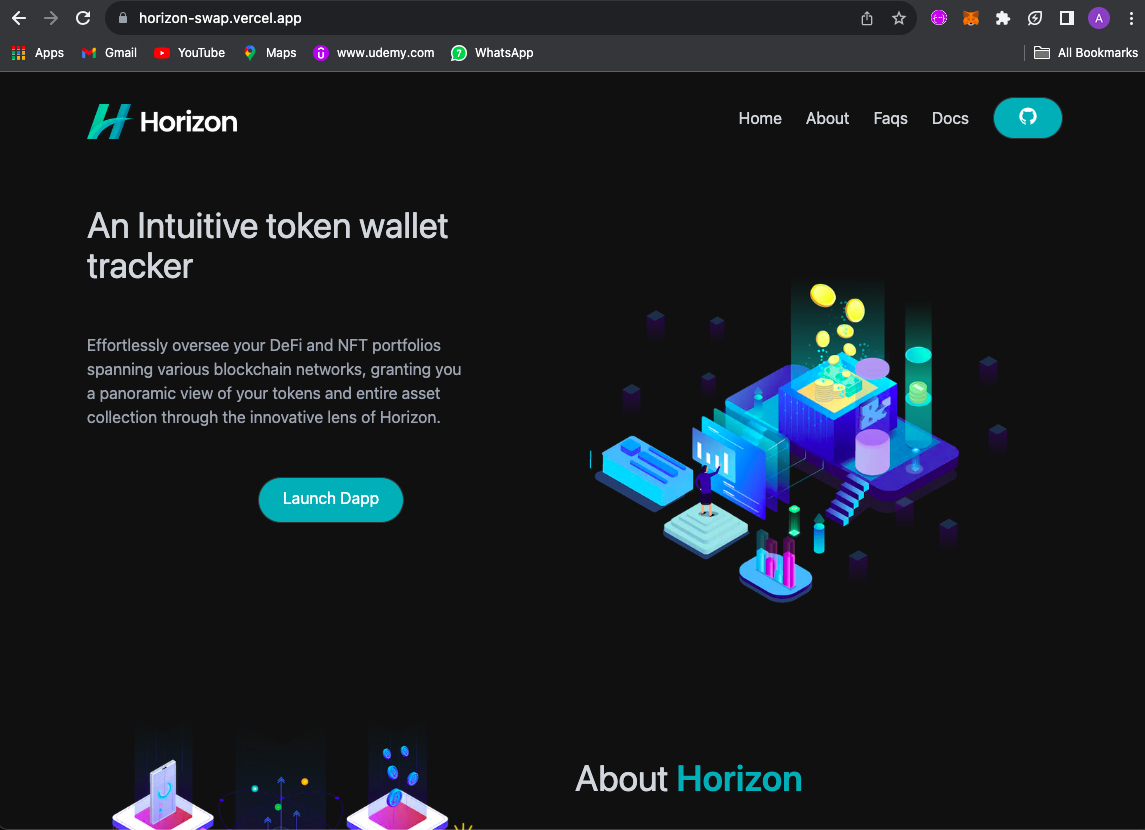 horizon-swap.vercel.app
A
Apps
Gmail
YouTube
Maps
www.udemy.com
7
WhatsApp
All Bookmarks
Horizon
Home
About
Faqs
Docs
An Intuitive token wallet
tracker
Effortlessly oversee your DeFi and NFT portfolios
spanning various blockchain networks, granting you
a panoramic view of your tokens and entire asset
collection through the innovative lens of Horizon.
Launch Dapp
About Horizon